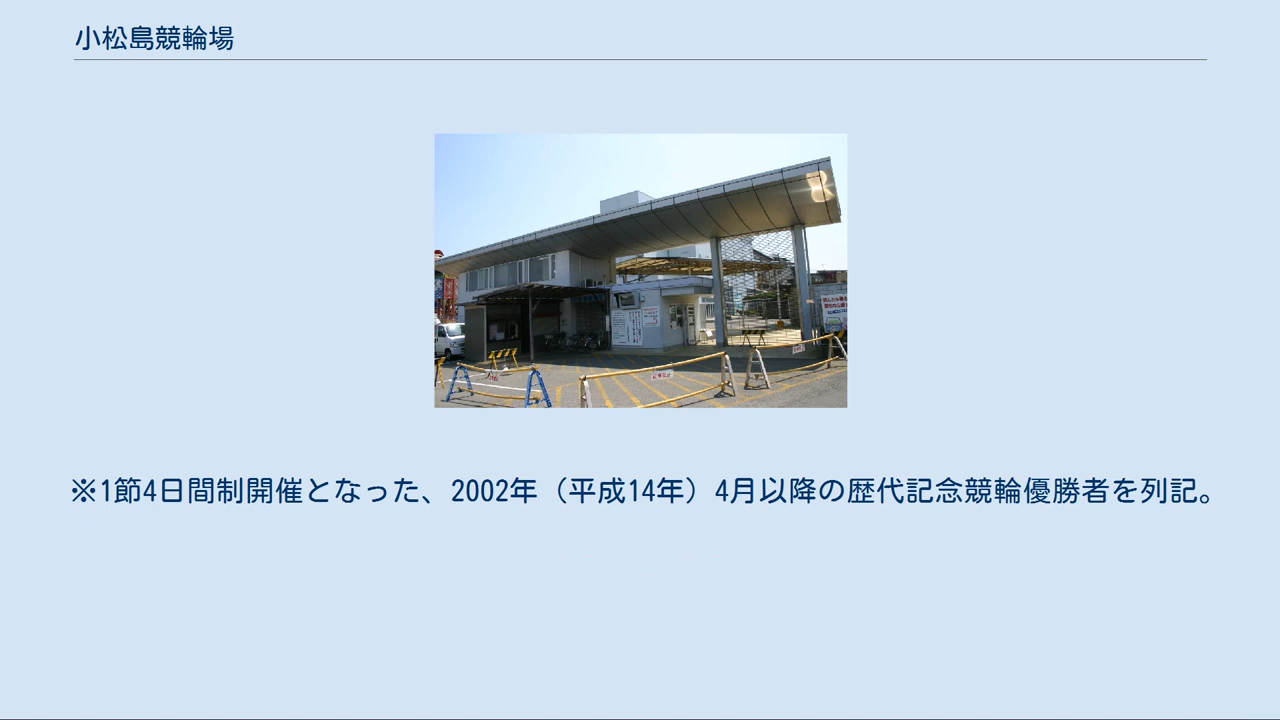 小松島競輪場
※1節4日間制開催となった、2002年（平成14年）4月以降の歴代記念競輪優勝者を列記。